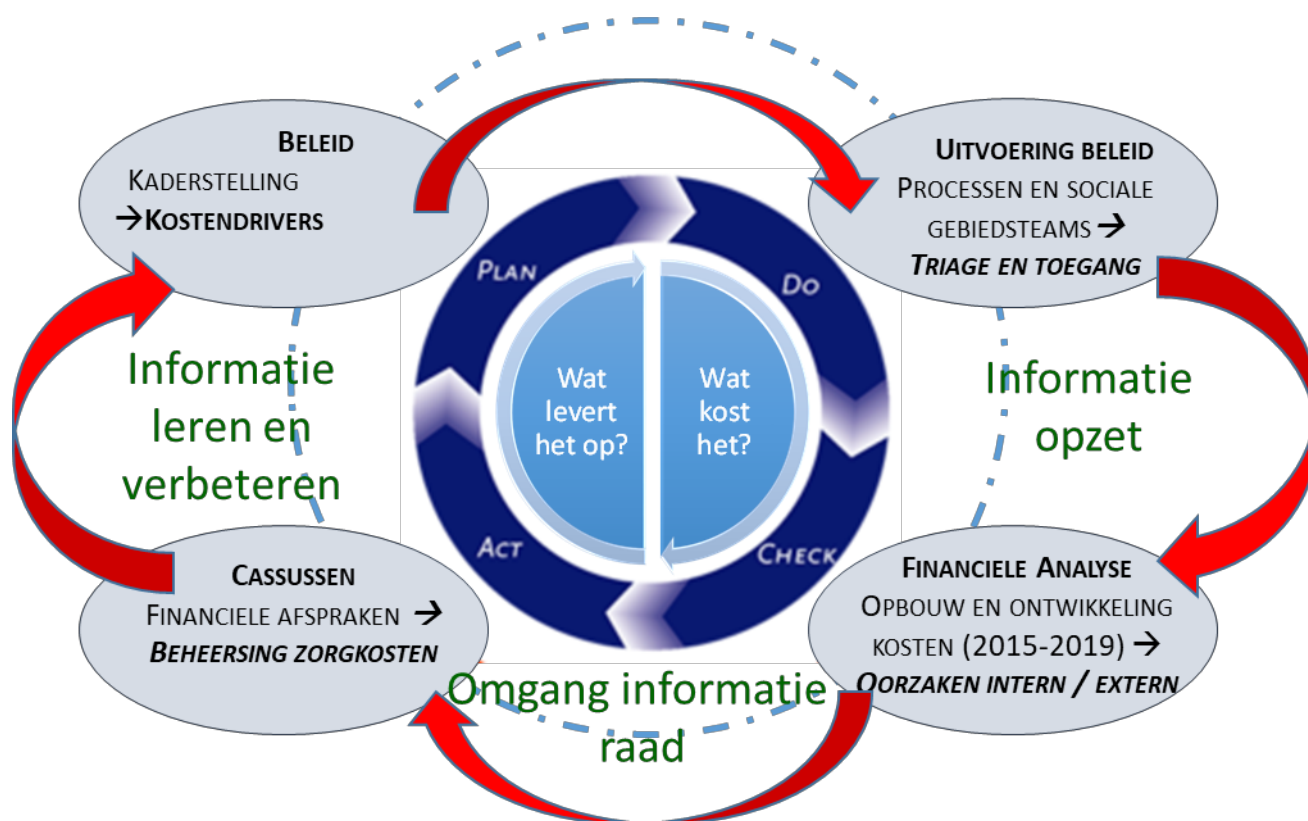 BELEID
KADERSTELLING
→KOSTENDRIVERS
UITVOERING BELEID
PROCESSEN EN SOCIALE
GEBIEDSTEAMS →
TRIAGE EN TOEGANG
PLAN
DO
Informatie
leren en
verbeteren
Wat
levert
het op?
Wat
kost
het?
Informatie
opzet
ACT
CHECK
CASSUSSEN
FINANCIELE AFSPRAKEN →
BEHEERSING ZORGKOSTEN
FINANCIELE ANALYSE
OPBOUW EN ONTWIKKELING
KOSTEN (2015-2019) →
OORZAKEN INTERN / EXTERN
Omgang informatie
raad